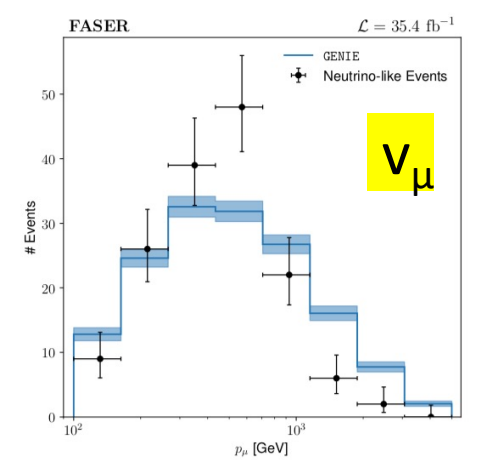 FASER
ℒ = 35.4 fb⁻¹
GENIE
Neutrino-like Events
νμ
# Events
50
40
30
20
10
0
10²
10³
pμ [GeV]